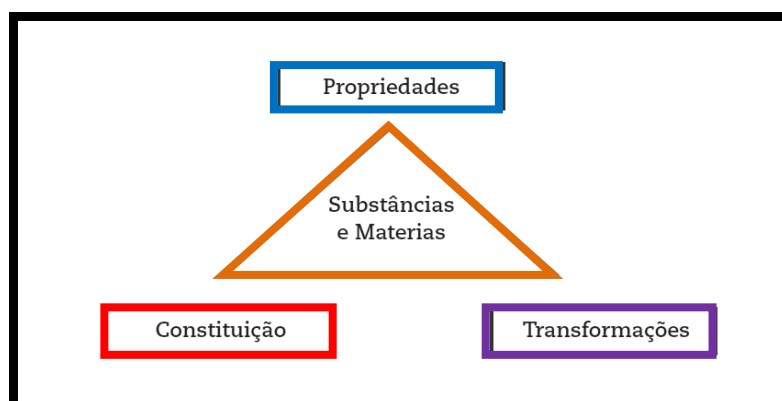 Propriedades
Substâncias
e Materias
Constituição
Transformações